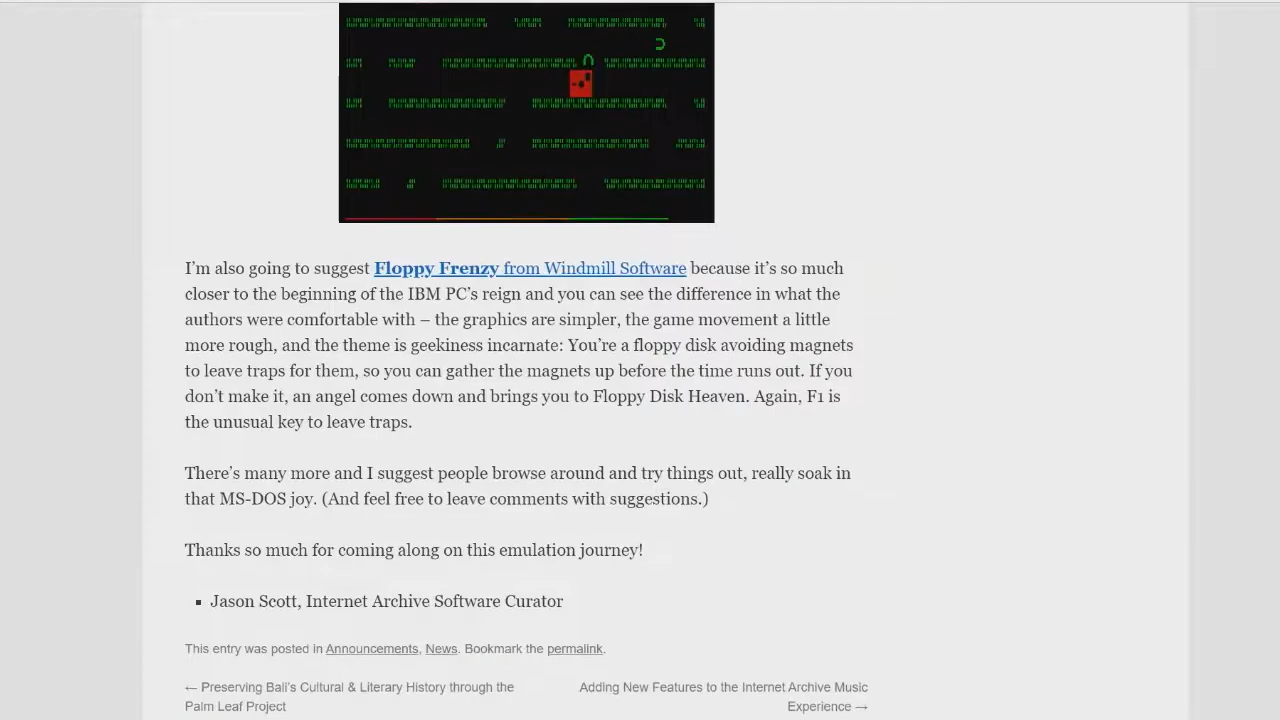 I’m also going to suggest Floppy Frenzy from Windmill Software because it’s so much
closer to the beginning of the IBM PC’s reign and you can see the difference in what the
authors were comfortable with – the graphics are simpler, the game movement a little
more rough, and the theme is geekiness incarnate: You’re a floppy disk avoiding magnets
to leave traps for them, so you can gather the magnets up before the time runs out. If you
don’t make it, an angel comes down and brings you to Floppy Disk Heaven. Again, F1 is
the unusual key to leave traps.
There’s many more and I suggest people browse around and try things out, really soak in
that MS-DOS joy. (And feel free to leave comments with suggestions.)
Thanks so much for coming along on this emulation journey!
▪ Jason Scott, Internet Archive Software Curator
This entry was posted in Announcements, News. Bookmark the permalink.
← Preserving Bali’s Cultural & Literary History through the
Palm Leaf Project
Adding New Features to the Internet Archive Music
Experience →